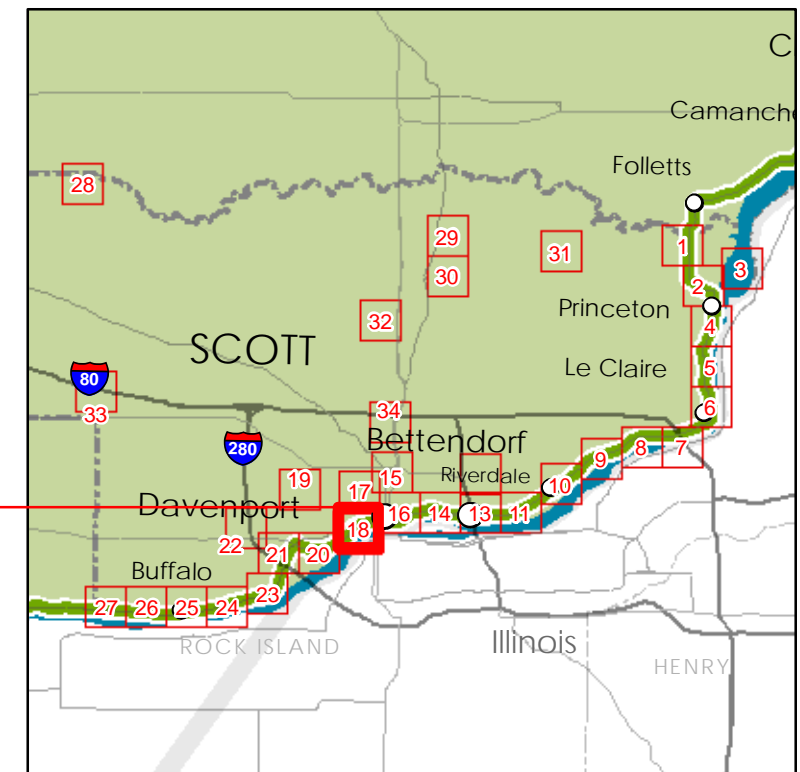 C
Camanche
Folletts
28
29
1
31
30
3
2
Princeton
32
4
SCOTT
Le Claire
5
80
33
34
6
Bettendorf
280
9
8
7
15
Riverdale
19
17
10
Davenport
16
14
13
11
18
22
21
20
Buffalo
23
27
26
25
24
ROCK ISLAND
Illinois
HENRY